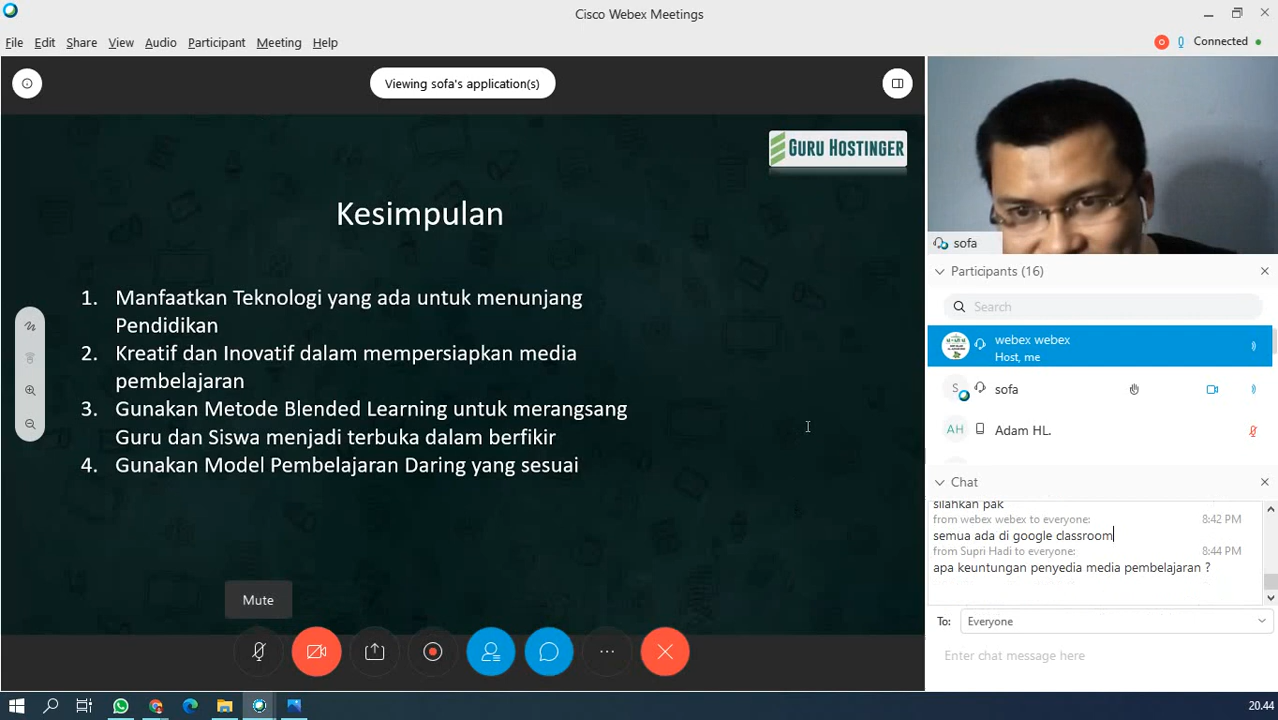 Cisco Webex Meetings
File Edit Share View Audio Participant Meeting Help
Connected
Viewing sofa's application(s)
GURU HOSTINGER
Kesimpulan
1. Manfaatkan Teknologi yang ada untuk menunjang
Pendidikan
2. Kreatif dan Inovatif dalam mempersiapkan media
pembelajaran
3. Gunakan Metode Blended Learning untuk merangsang
Guru dan Siswa menjadi terbuka dalam berfikir
4. Gunakan Model Pembelajaran Daring yang sesuai
Mute
sofa
Participants (16)
Search
webex webex
Host, me
S
sofa
AH
Adam HL.
Chat
silahkan pak
from webex webex to everyone: 8:42 PM
semua ada di google classroom
from Supri Hadi to everyone: 8:44 PM
apa keuntungan penyedia media pembelajaran ?
To: Everyone
Enter chat message here
20.44